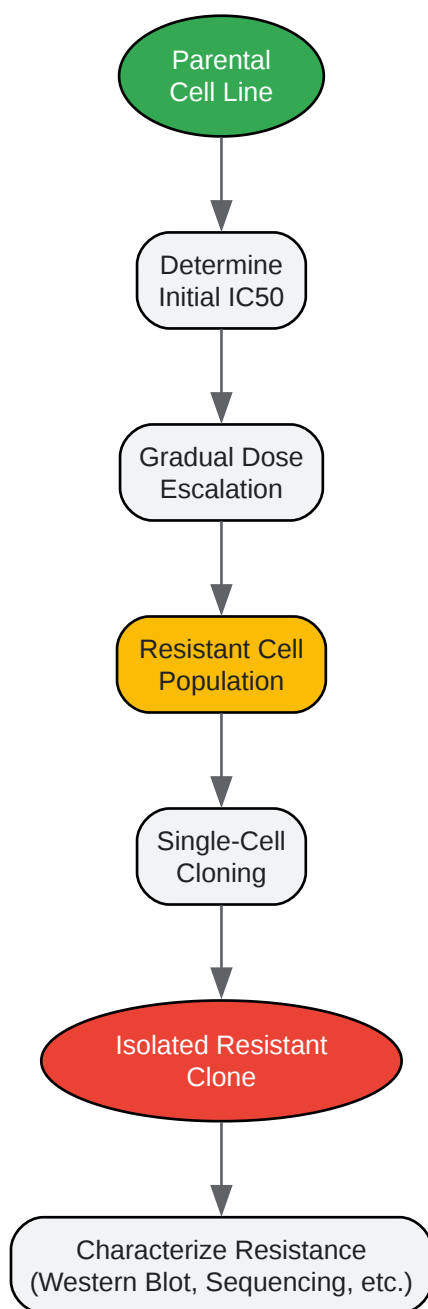 Parental
Cell Line
Determine
Initial IC50
Gradual Dose
Escalation
Resistant Cell
Population
Single-Cell
Cloning
Isolated Resistant
Clone
Characterize Resistance
(Western Blot, Sequencing, etc.)